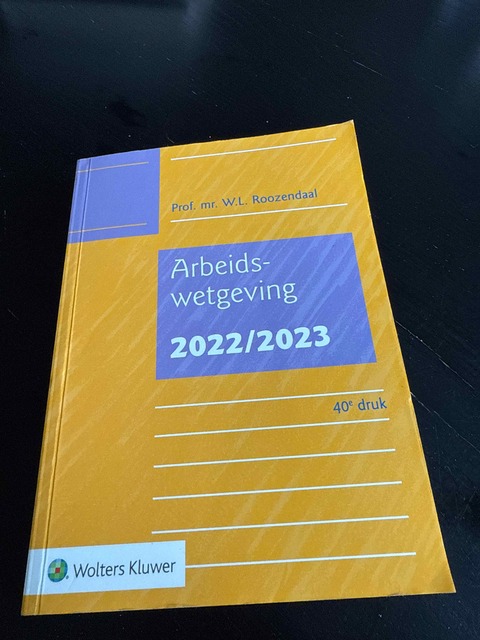 Prof. mr. W.L. Roozendaal
Arbeids-
wetgeving
2022/2023
40e druk
Wolters Kluwer